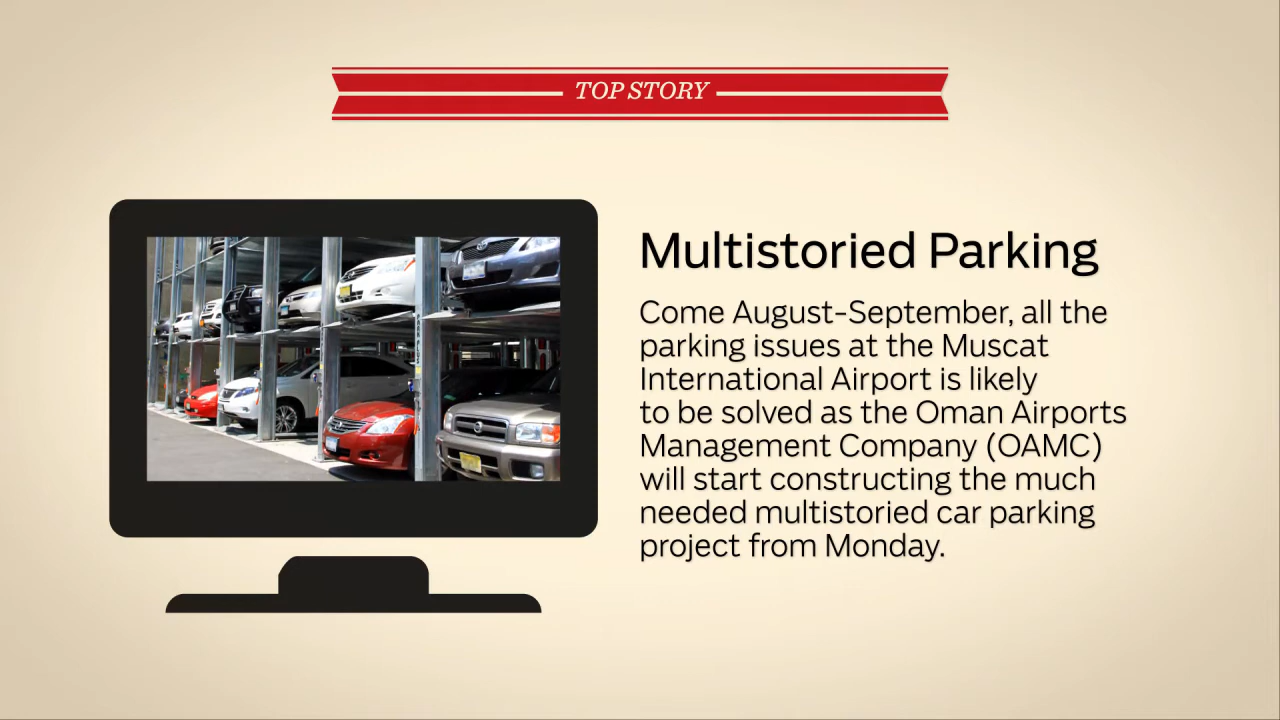 TOP STORY
Multistoried Parking
Come August-September, all the
parking issues at the Muscat
International Airport is likely
to be solved as the Oman Airports
Management Company (OAMC)
will start constructing the much
needed multistoried car parking
project from Monday.